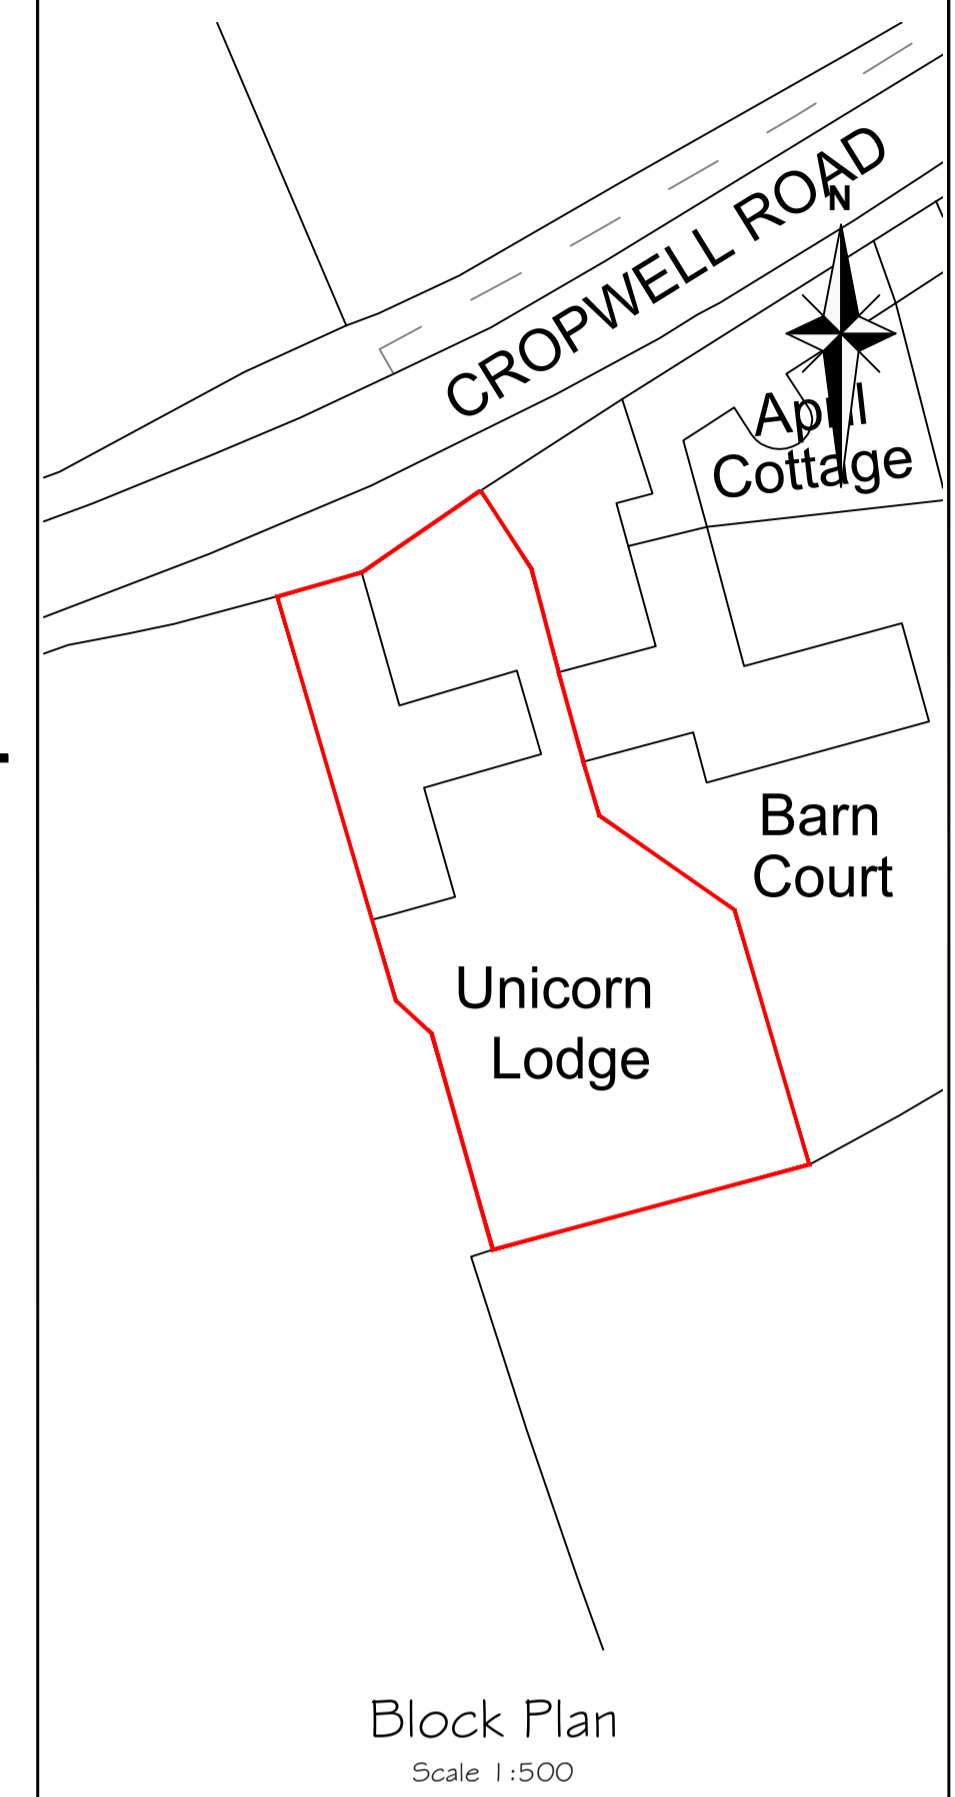 CROPWELL ROAD
N
April
Cottage
Barn
Court
Unicorn
Lodge
Block Plan
Scale 1:500